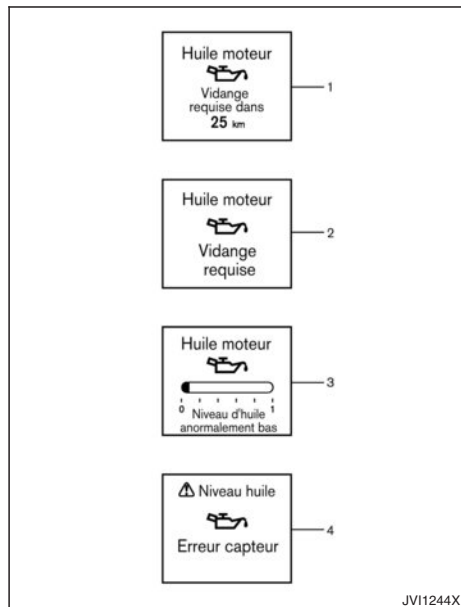 Huile moteur
Vidange
requise dans
25 km
1
Huile moteur
Vidange
requise
2
Huile moteur
0 1
Niveau d'huile
anormalement bas
3
Niveau huile
Erreur capteur
4
JVI1244X